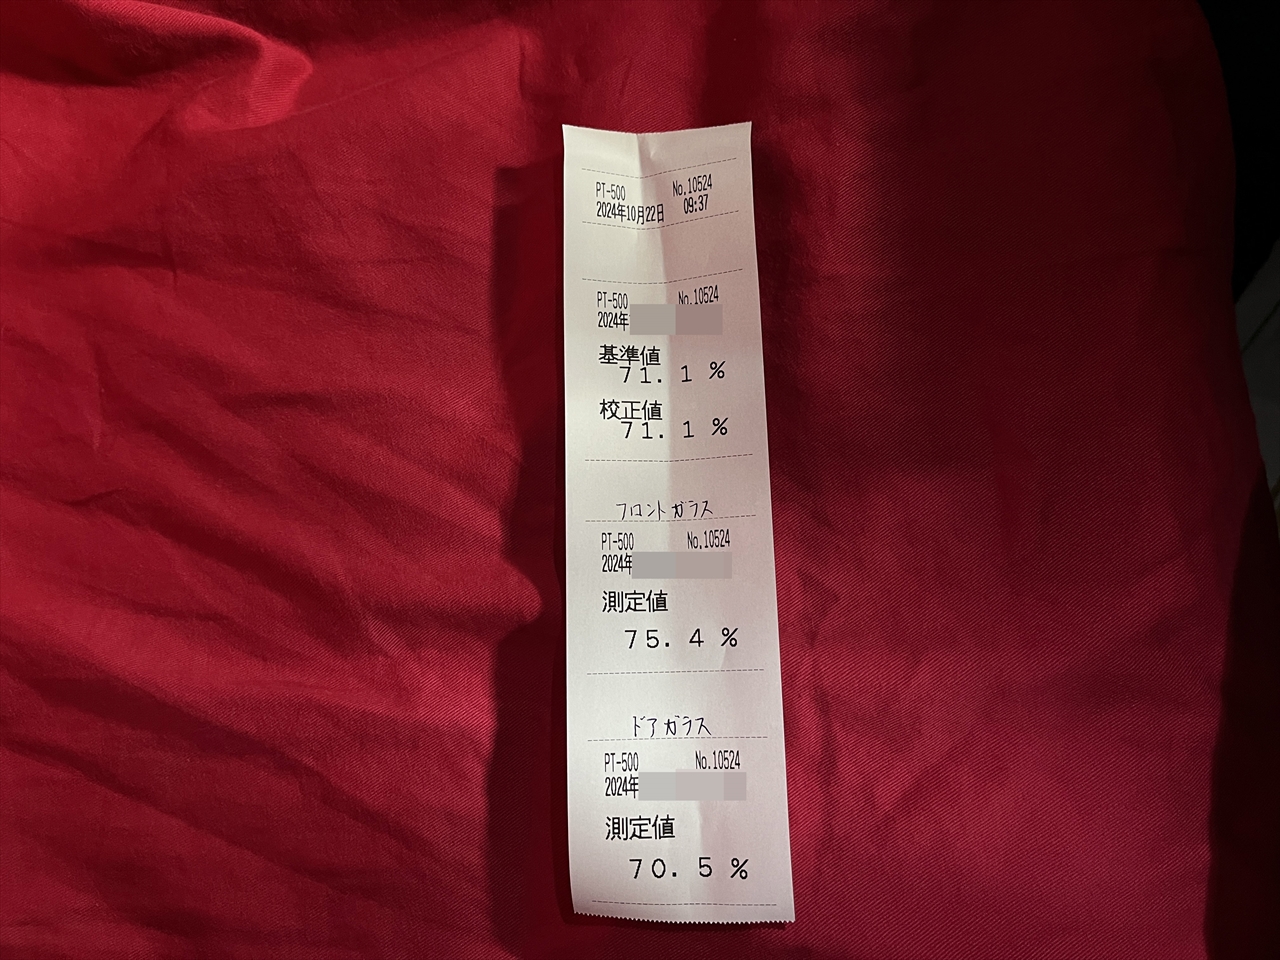 PT-500 No.10524
2024年10月22日 09:37
PT-500 No.10524
2024年
基準値
71.1 %
校正値
71.1 %
フロントガラス
PT-500 No.10524
2024年
測定値
75.4 %
ドアガラス
PT-500 No.10524
2024年
測定値
70.5 %